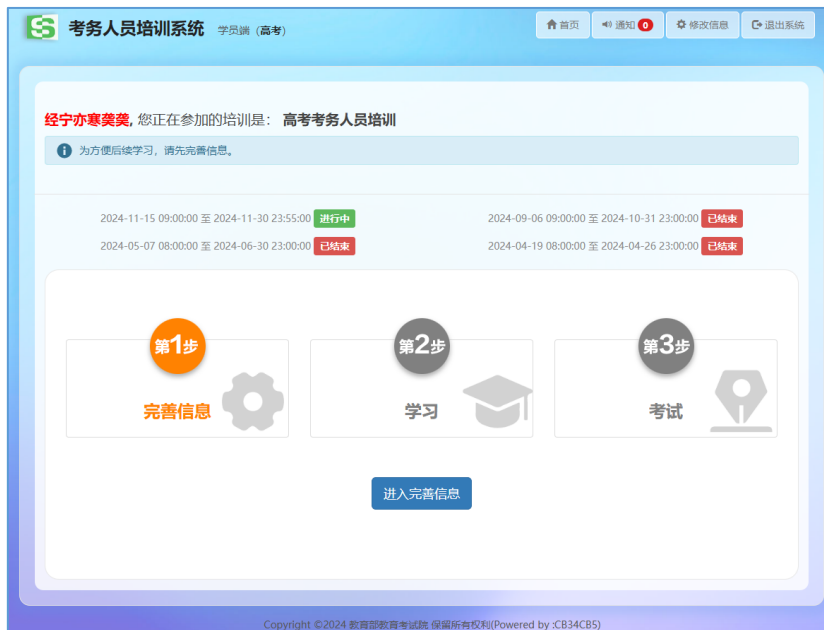 考务人员培训系统 学员端（高考） 首页 通知 0 修改信息 退出系统
经宁亦寒龚龚, 您正在参加的培训是： 高考考务人员培训
为方便后续学习，请先完善信息。
2024-11-15 09:00:00 至 2024-11-30 23:55:00 进行中 2024-09-06 09:00:00 至 2024-10-31 23:00:00 已结束
2024-05-07 08:00:00 至 2024-06-30 23:00:00 已结束 2024-04-19 08:00:00 至 2024-04-26 23:00:00 已结束
第1步 第2步 第3步
完善信息 学习 考试
进入完善信息
Copyright ©2024 教育部教育考试院 保留所有权利(Powered by :CB34CB5)